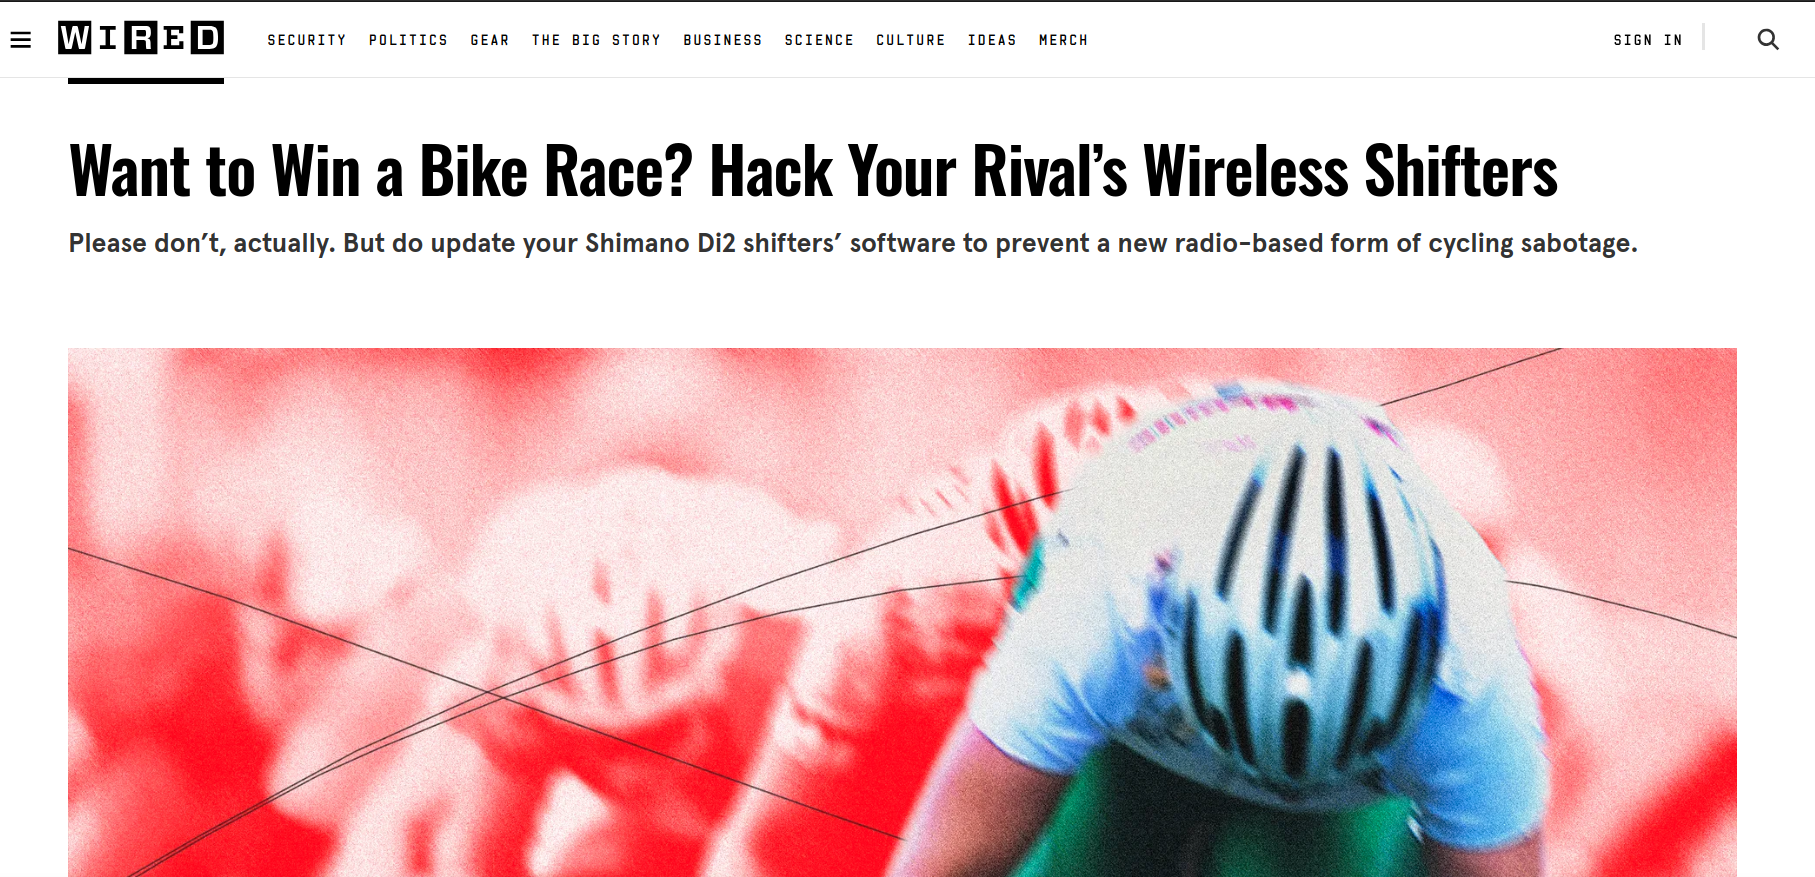 WIRED SECURITY POLITICS GEAR THE BIG STORY BUSINESS SCIENCE CULTURE IDEAS MERCH SIGN IN
Want to Win a Bike Race? Hack Your Rival’s Wireless Shifters
Please don’t, actually. But do update your Shimano Di2 shifters’ software to prevent a new radio-based form of cycling sabotage.